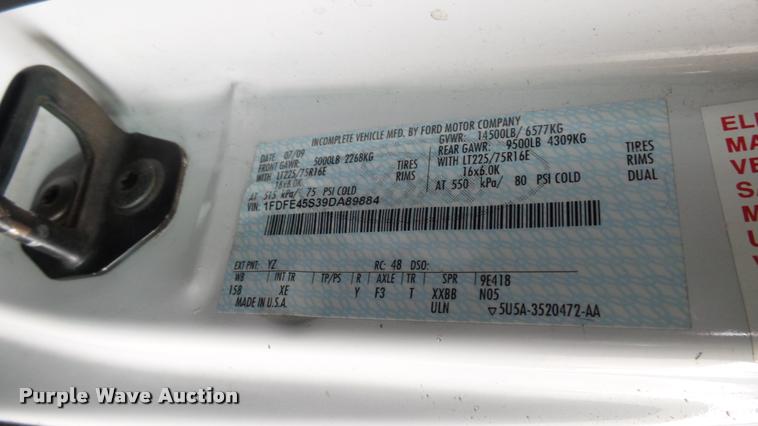 INCOMPLETE VEHICLE MFD. BY FORD MOTOR COMPANY
DATE 07/09 GVWR: 14500LB/ 6577KG
FRONT GAWR: 5000LB 2268KG REAR GAWR: 9500LB 4309KG
WITH LT225/75R16E TIRES WITH LT225/75R16E TIRES
16x6.0K RIMS 16x6.0K RIMS
AT 515 kPa/ 75 PSI COLD AT 550 kPa/ 80 PSI COLD DUAL
VIN: 1FDFE45S39DA89884
EXT PNT: YZ RC: 48 DSO:
WB INT TR TP/PS R AXLE TR SPR 9E418
158 XE Y F3 T XXBB N05
MADE IN U.S.A. ULN ▽5U5A-3520472-AA
Purple Wave Auction